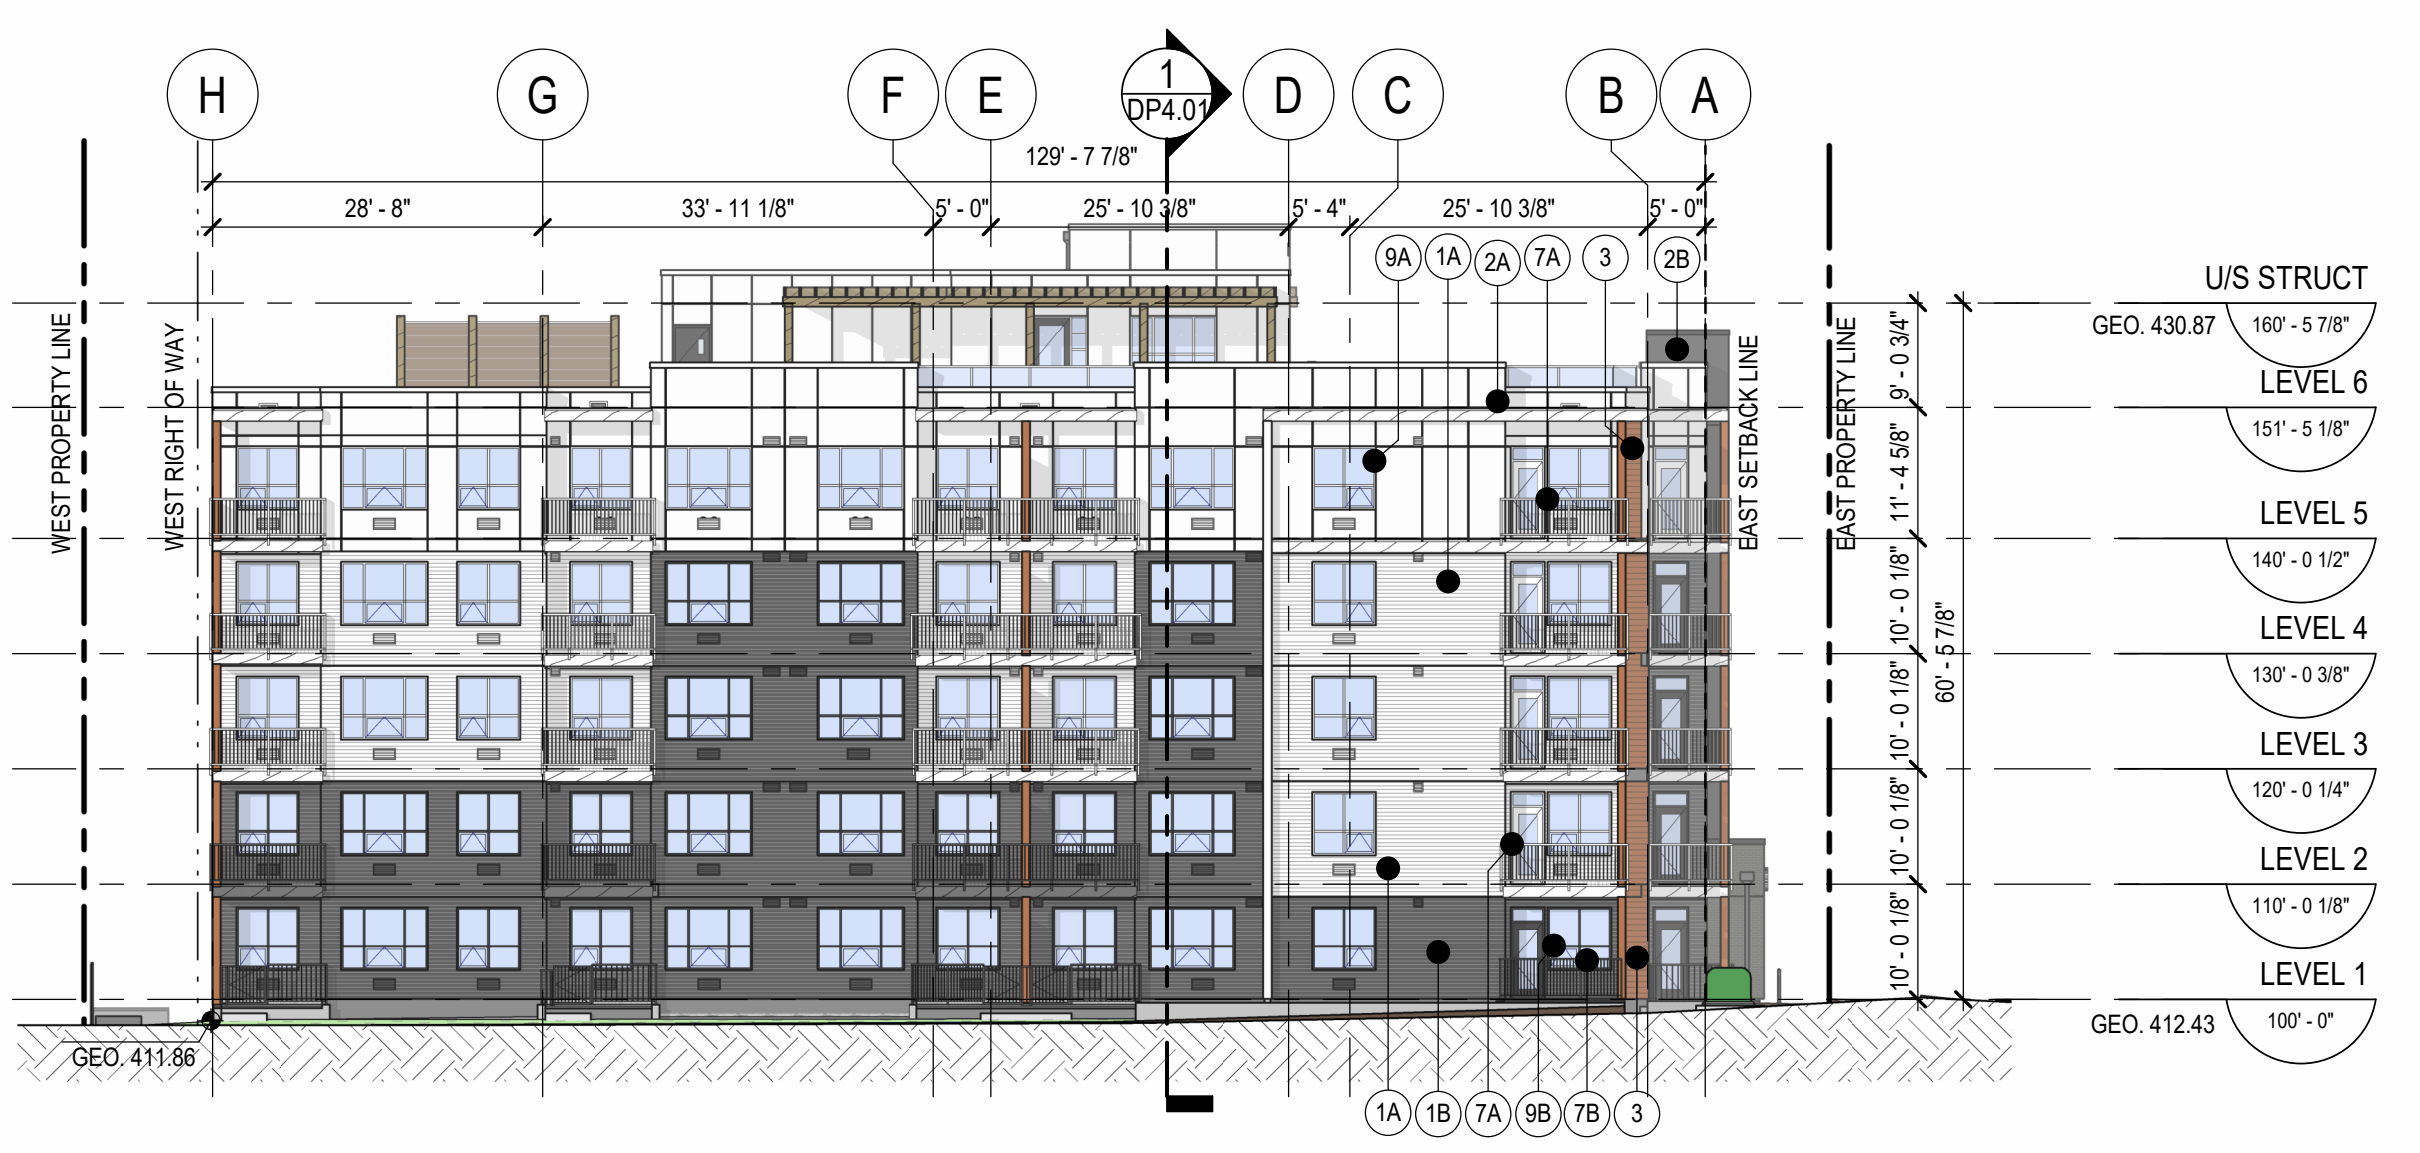 H
G
F
E
1
DP4.01
D
C
B
A
129' - 7 7/8"
28' - 8"
33' - 11 1/8"
5' - 0"
25' - 10 3/8"
5' - 4"
25' - 10 3/8"
5' - 0"
9A
1A
2A
7A
3
2B
WEST PROPERTY LINE
WEST RIGHT OF WAY
EAST SETBACK LINE
EAST PROPERTY LINE
9' - 0 3/4"
11' - 4 5/8"
10' - 0 1/8"
10' - 0 1/8"
10' - 0 1/8"
10' - 0 1/8"
60' - 5 7/8"
U/S STRUCT
GEO. 430.87
160' - 5 7/8"
LEVEL 6
151' - 5 1/8"
LEVEL 5
140' - 0 1/2"
LEVEL 4
130' - 0 3/8"
LEVEL 3
120' - 0 1/4"
LEVEL 2
110' - 0 1/8"
LEVEL 1
GEO. 412.43
100' - 0"
GEO. 411.86
1A
1B
7A
9B
7B
3